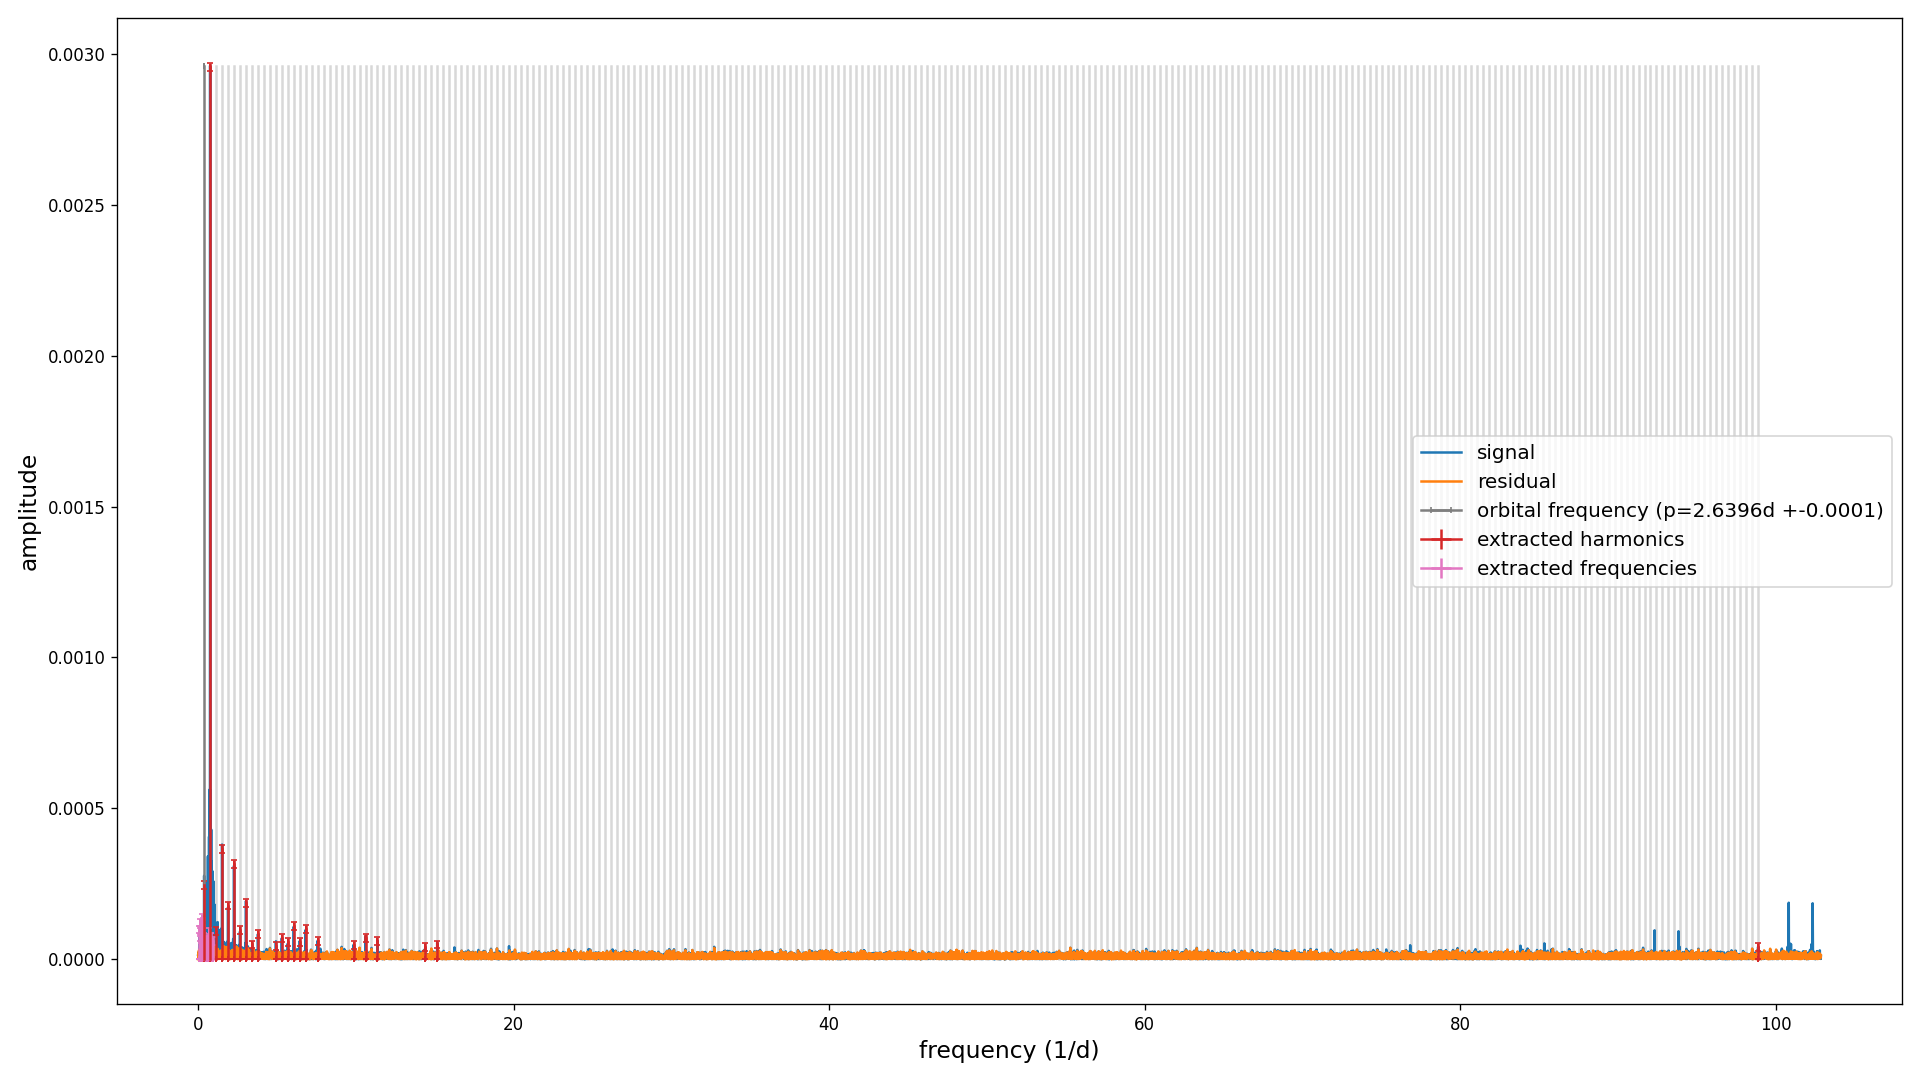 0.0030
0.0025
0.0020
0.0015
0.0010
0.0005
0.0000
amplitude
0 20 40 60 80 100
frequency (1/d)
signal
residual
orbital frequency (p=2.6396d +-0.0001)
extracted harmonics
extracted frequencies